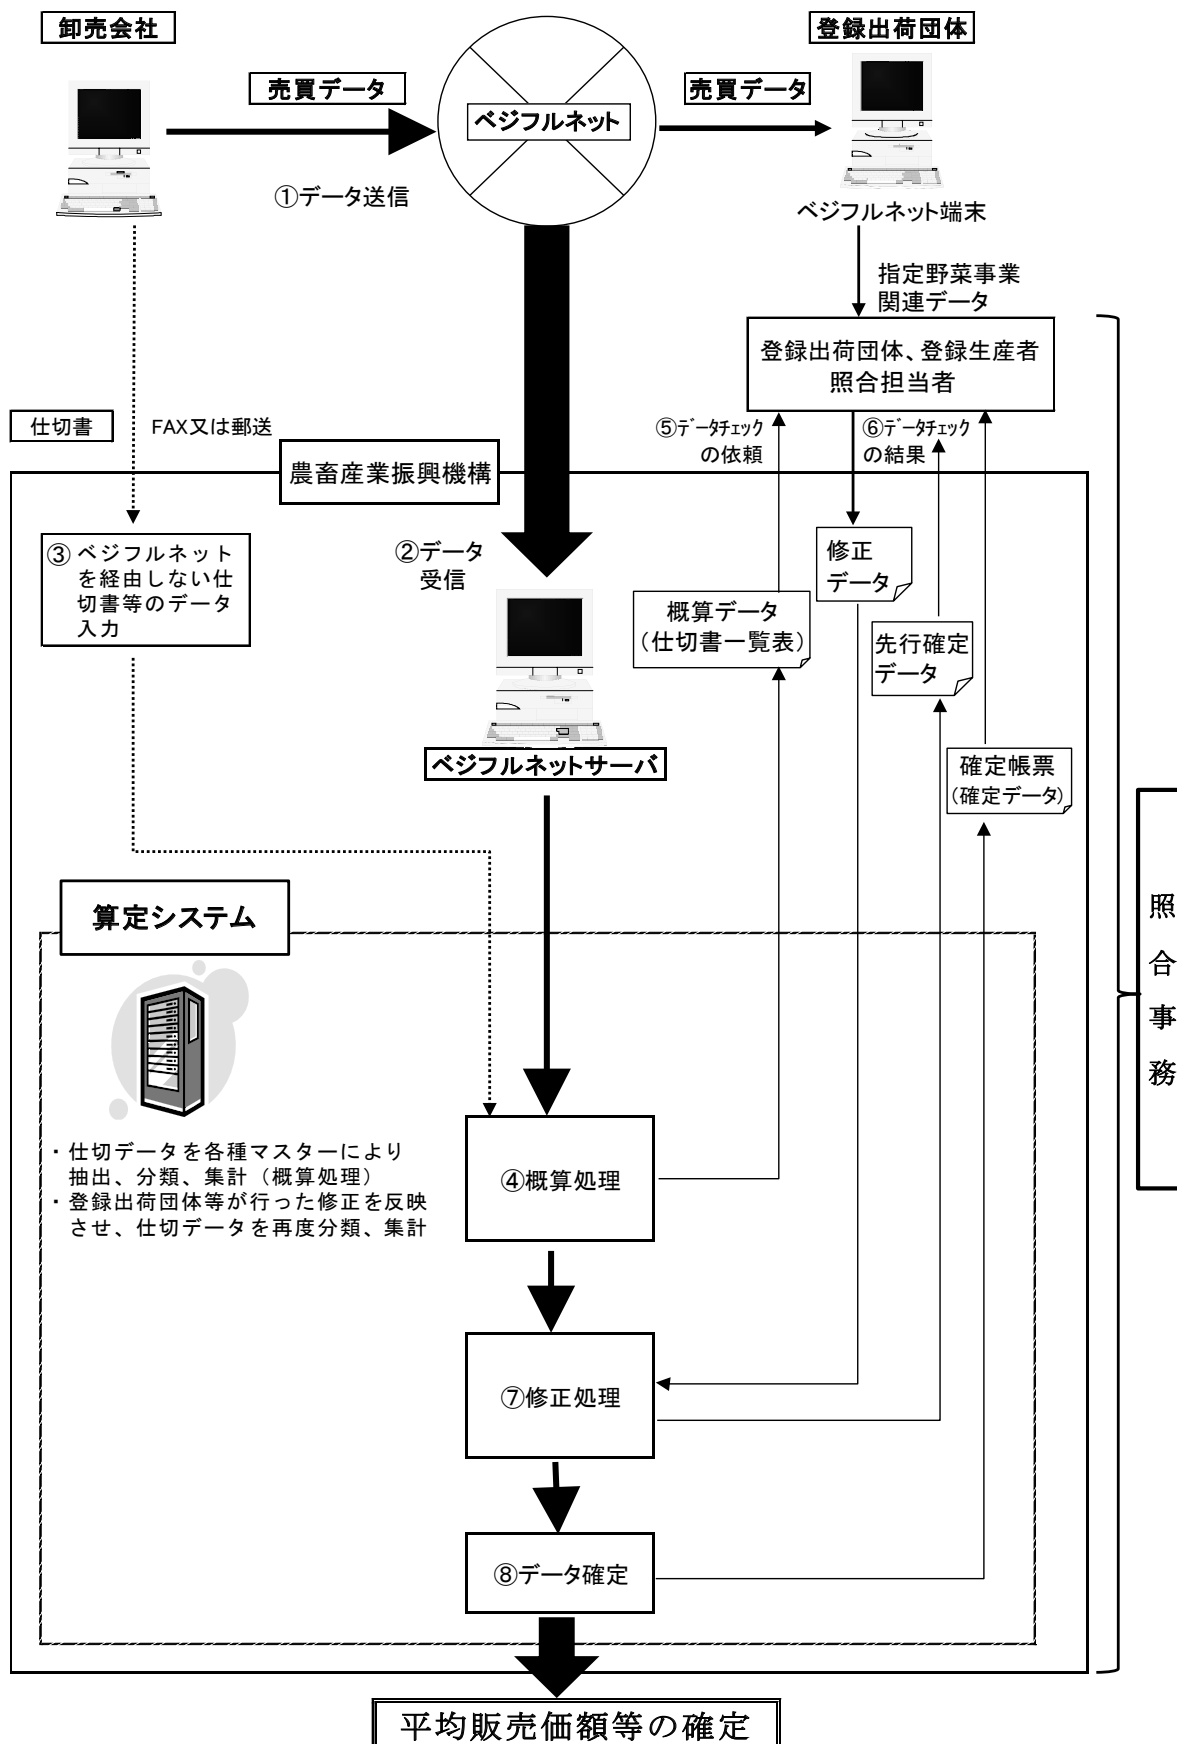 卸売会社
登録出荷団体
売買データ
売買データ
ベジフルネット
①データ送信
ベジフルネット端末
指定野菜事業
関連データ
登録出荷団体、登録生産者
照合担当者
仕切書
FAX又は郵送
⑤データチェック
の依頼
⑥データチェック
の結果
農畜産業振興機構
②データ
受信
③ ベジフルネット
を経由しない仕
切書等のデータ
入力
修正
データ
概算データ
(仕切書一覧表)
先行確定
データ
ベジフルネットサーバ
確定帳票
(確定データ)
算定システム
照
合
事
務
・仕切データを各種マスターにより
抽出、分類、集計（概算処理）
・登録出荷団体等が行った修正を反映
させ、仕切データを再度分類、集計
④概算処理
⑦修正処理
⑧データ確定
平均販売価額等の確定